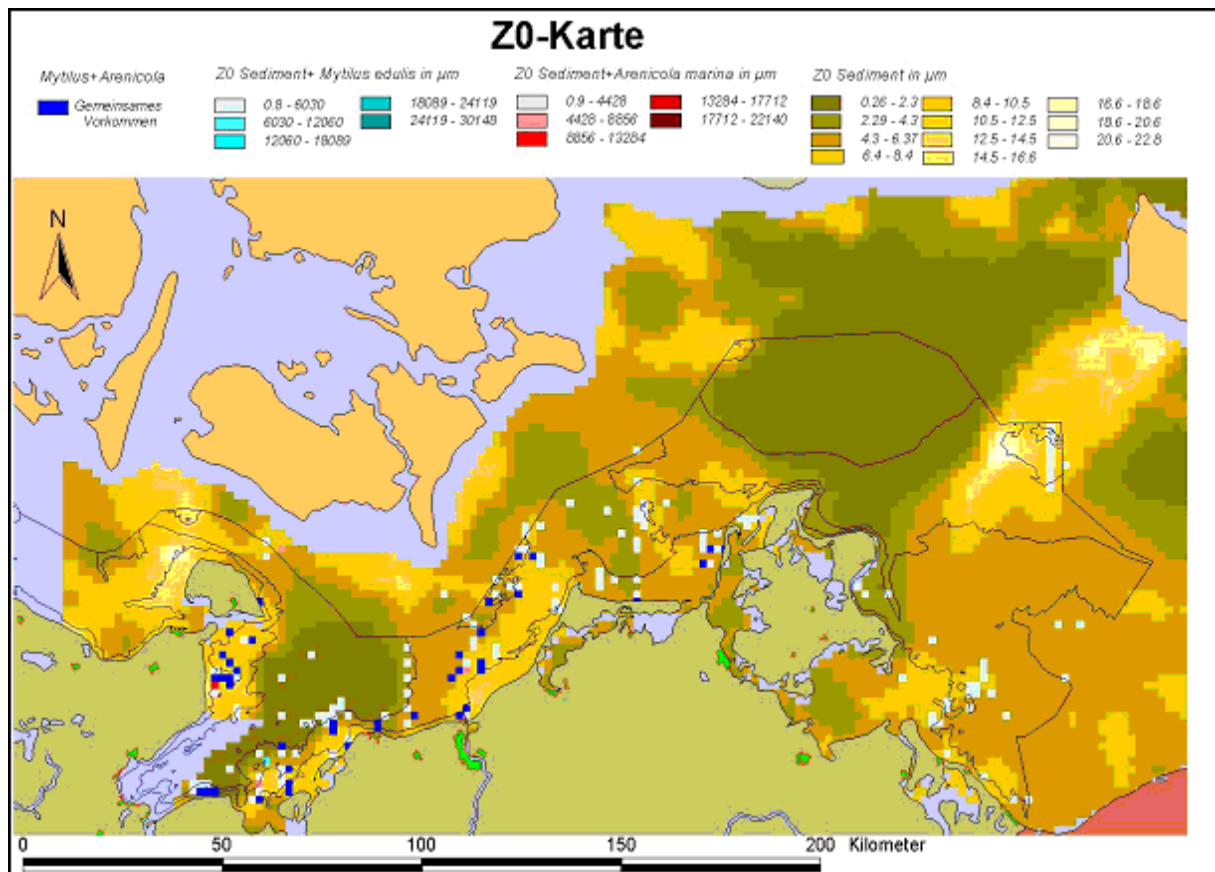 Z0-Karte
Mytilus+ Arenicola
Gemeinsames
Vorkommen
Z0 Sediment+ Mytilus edulis in µm
0.8 - 6030
6030 - 12060
12060 - 18089
18089 - 24119
24119 - 30148
Z0 Sediment+Arenicola marina in µm
0.9 - 4428
4428 - 8856
8856 - 13284
13284 - 17712
17712 - 22140
Z0 Sediment in µm
0.26 - 2.3
2.29 - 4.3
4.3 - 6.37
6.4 - 8.4
8.4 - 10.5
10.5 - 12.5
12.5 - 14.5
14.5 - 16.6
16.6 - 18.6
18.6 - 20.6
20.6 - 22.8
N
0 50 100 150 200 Kilometer